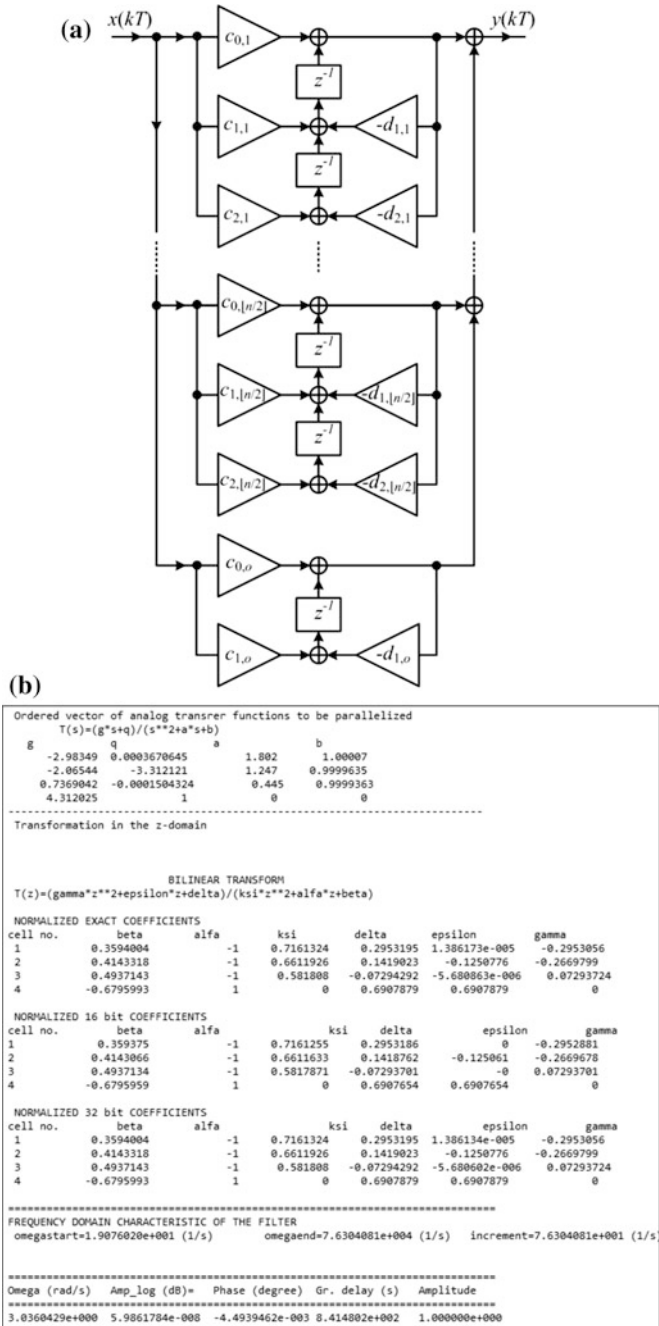 (a)
x(kT)
y(kT)
c0,1
z-1
c1,1
-d1,1
z-1
c2,1
-d2,1
c0,⌊n/2⌋
z-1
c1,⌊n/2⌋
-d1,⌊n/2⌋
z-1
c2,⌊n/2⌋
-d2,⌊n/2⌋
c0,o
z-1
c1,o
-d1,o
(b)
Ordered vector of analog transrer functions to be parallelized
T(s)=(g*s+q)/(s**2+a*s+b)
g q a b
-2.98349 0.0003670645 1.802 1.00007
-2.06544 -3.312121 1.247 0.9999635
0.7369042 -0.0001504324 0.445 0.9999363
4.312025 1 0 0
Transformation in the z-domain
BILINEAR TRANSFORM
T(z)=(gamma*z**2+epsilon*z+delta)/(ksi*z**2+alfa*z+beta)
NORMALIZED EXACT COEFFICIENTS
cell no. beta alfa ksi delta epsilon gamma
1 0.3594004 -1 0.7161324 0.2953195 1.386173e-005 -0.2953056
2 0.4143318 -1 0.6611926 0.1419023 -0.1250776 -0.2669799
3 0.4937143 -1 0.581808 -0.07294292 -5.680863e-006 0.07293724
4 -0.6795993 1 0 0.6907879 0.6907879 0
NORMALIZED 16 bit COEFFICIENTS
cell no. beta alfa ksi delta epsilon gamma
1 0.359375 -1 0.7161255 0.2953186 0 -0.2952881
2 0.4143066 -1 0.6611633 0.1418762 -0.125061 -0.2669678
3 0.4937134 -1 0.5817871 -0.07293701 -0 0.07293701
4 -0.6795959 1 0 0.6907654 0.6907654 0
NORMALIZED 32 bit COEFFICIENTS
cell no. beta alfa ksi delta epsilon gamma
1 0.3594004 -1 0.7161324 0.2953195 1.386134e-005 -0.2953056
2 0.4143318 -1 0.6611926 0.1419023 -0.1250776 -0.2669799
3 0.4937143 -1 0.581808 -0.07294292 -5.680602e-006 0.07293724
4 -0.6795993 1 0 0.6907879 0.6907879 0
FREQUENCY DOMAIN CHARACTERISTIC OF THE FILTER
omegastart=1.9076020e+001 (1/s) omegaend=7.6304081e+004 (1/s) increment=7.6304081e+001 (1/s)
Omega (rad/s) Amp_log (dB)= Phase (degree) Gr. delay (s) Amplitude
3.0360429e+000 5.9861784e-008 -4.4939462e-003 8.414802e+002 1.000000e+000